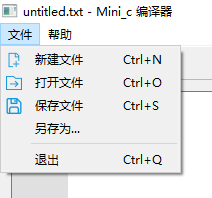 untitled.txt - Mini_c 编译器
文件 帮助
新建文件 Ctrl+N
打开文件 Ctrl+O
保存文件 Ctrl+S
另存为...
退出 Ctrl+Q